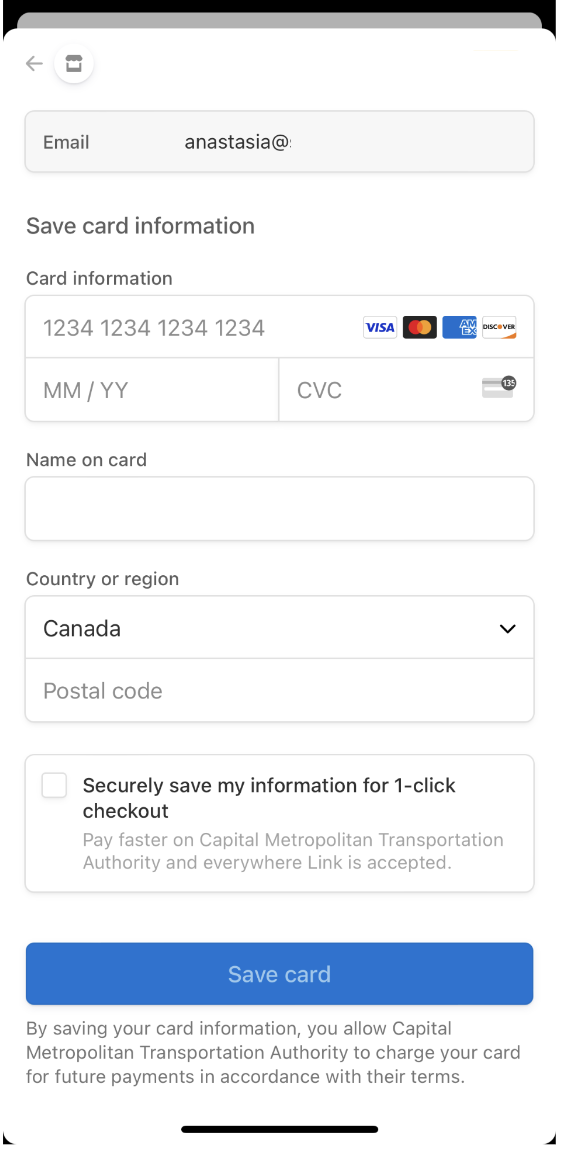 Email anastasia@
Save card information
Card information
1234 1234 1234 1234 VISA AMEX DISCOVER
MM / YY CVC 135
Name on card
Country or region
Canada
Postal code
Securely save my information for 1-click
checkout
Pay faster on Capital Metropolitan Transportation
Authority and everywhere Link is accepted.
Save card
By saving your card information, you allow Capital
Metropolitan Transportation Authority to charge your card
for future payments in accordance with their terms.